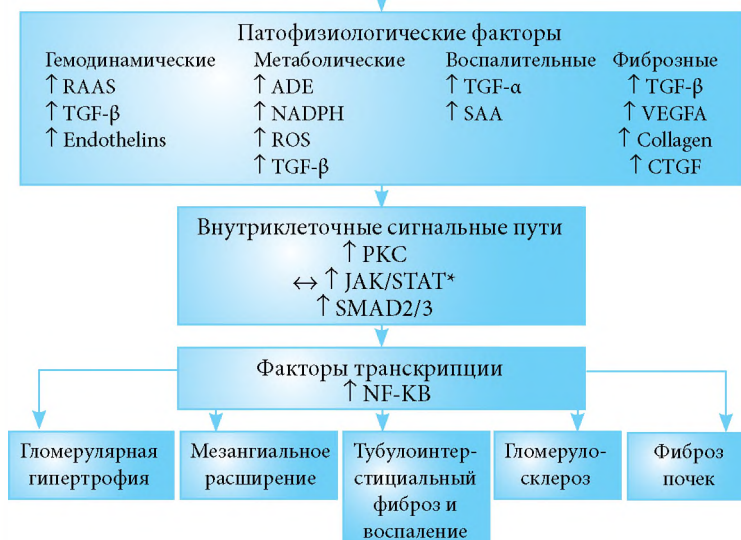 Патофизиологические факторы
Гемодинамические
↑ RAAS
↑ TGF-β
↑ Endothelins
Метаболические
↑ ADE
↑ NADPH
↑ ROS
↑ TGF-β
Воспалительные
↑ TGF-α
↑ SAA
Фиброзные
↑ TGF-β
↑ VEGFA
↑ Collagen
↑ CTGF
Внутриклеточные сигнальные пути
↑ PKC
↔ ↑ JAK/STAT*
↑ SMAD2/3
Факторы транскрипции
↑ NF-KB
Гломерулярная
гипертрофия
Мезангиальное
расширение
Тубулоинтер-
стициальный
фиброз и
воспаление
Гломеруло-
склероз
Фиброз
почек